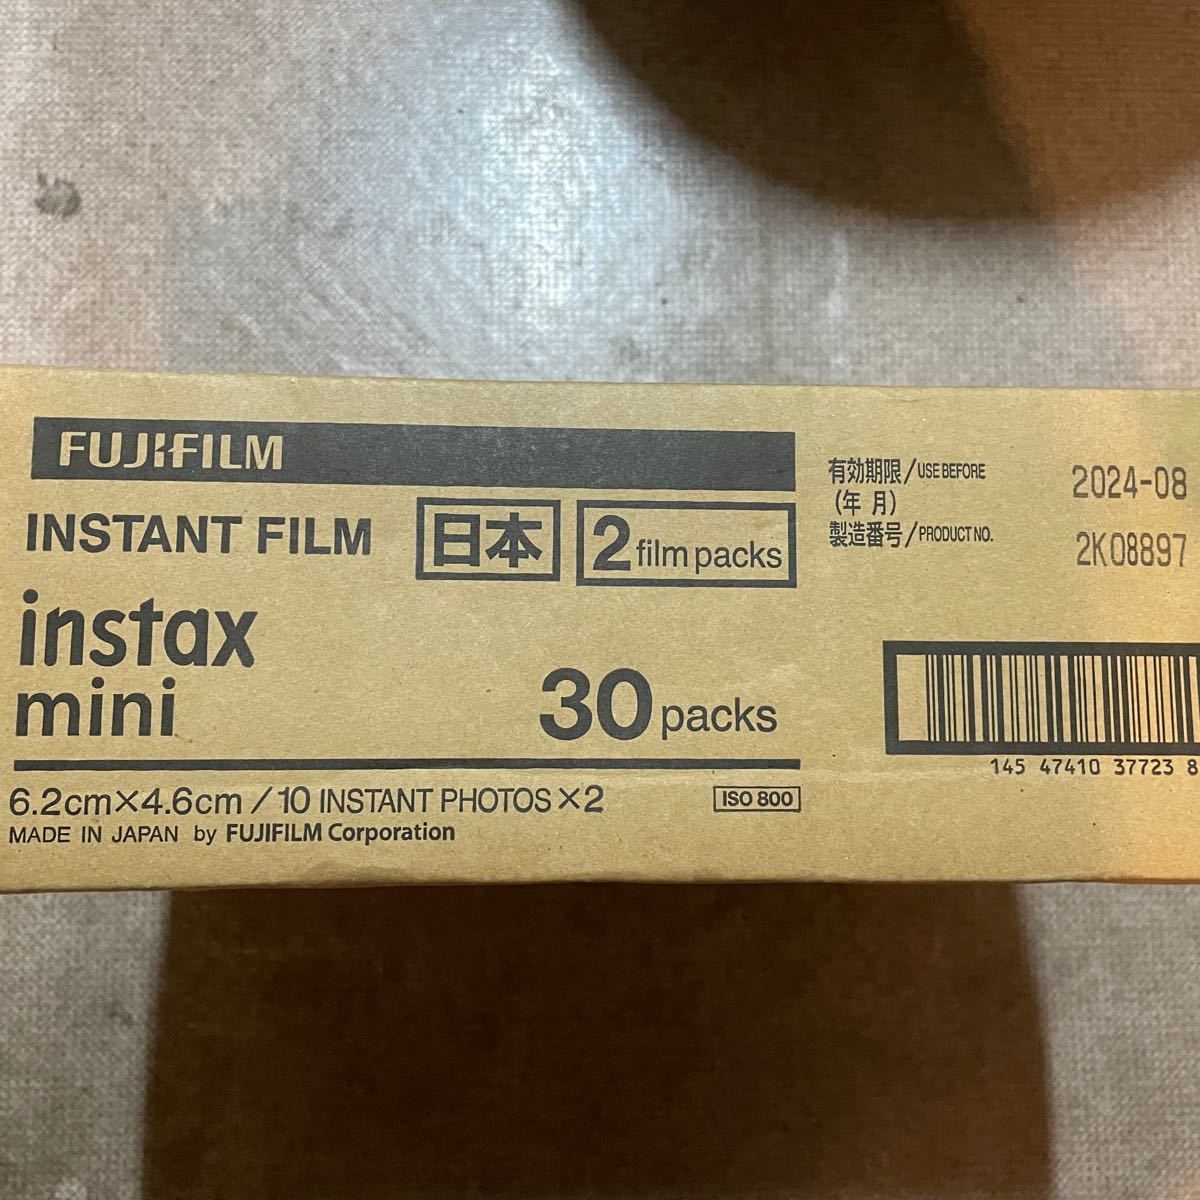 FUJIFILM
INSTANT FILM 日本 2 film packs
instax
mini
30 packs
6.2cm×4.6cm/10 INSTANT PHOTOS×2 ISO 800
MADE IN JAPAN by FUJIFILM Corporation
有効期限/USE BEFORE 2024-08
(年 月)
製造番号/PRODUCT NO. 2K08897
145 47410 37723 8